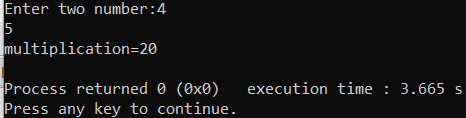 Enter two number:4
5
multiplication=20
Process returned 0 (0x0)   execution time : 3.665 s
Press any key to continue.